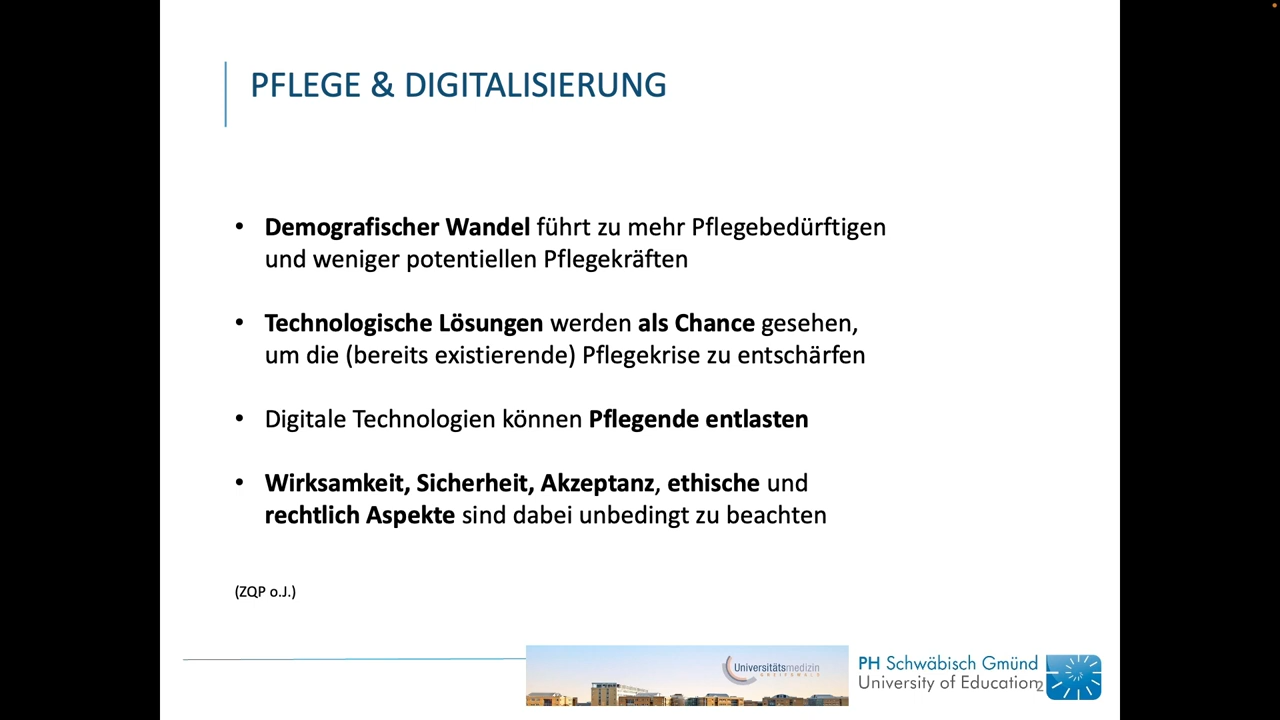 PFLEGE & DIGITALISIERUNG
• Demografischer Wandel führt zu mehr Pflegebedürftigen
und weniger potentiellen Pflegekräften
• Technologische Lösungen werden als Chance gesehen,
um die (bereits existierende) Pflegekrise zu entschärfen
• Digitale Technologien können Pflegende entlasten
• Wirksamkeit, Sicherheit, Akzeptanz, ethische und
rechtlich Aspekte sind dabei unbedingt zu beachten
(ZQP o.J.)
Universitätsmedizin
GREIFSWALD
PH Schwäbisch Gmünd
University of Education
2